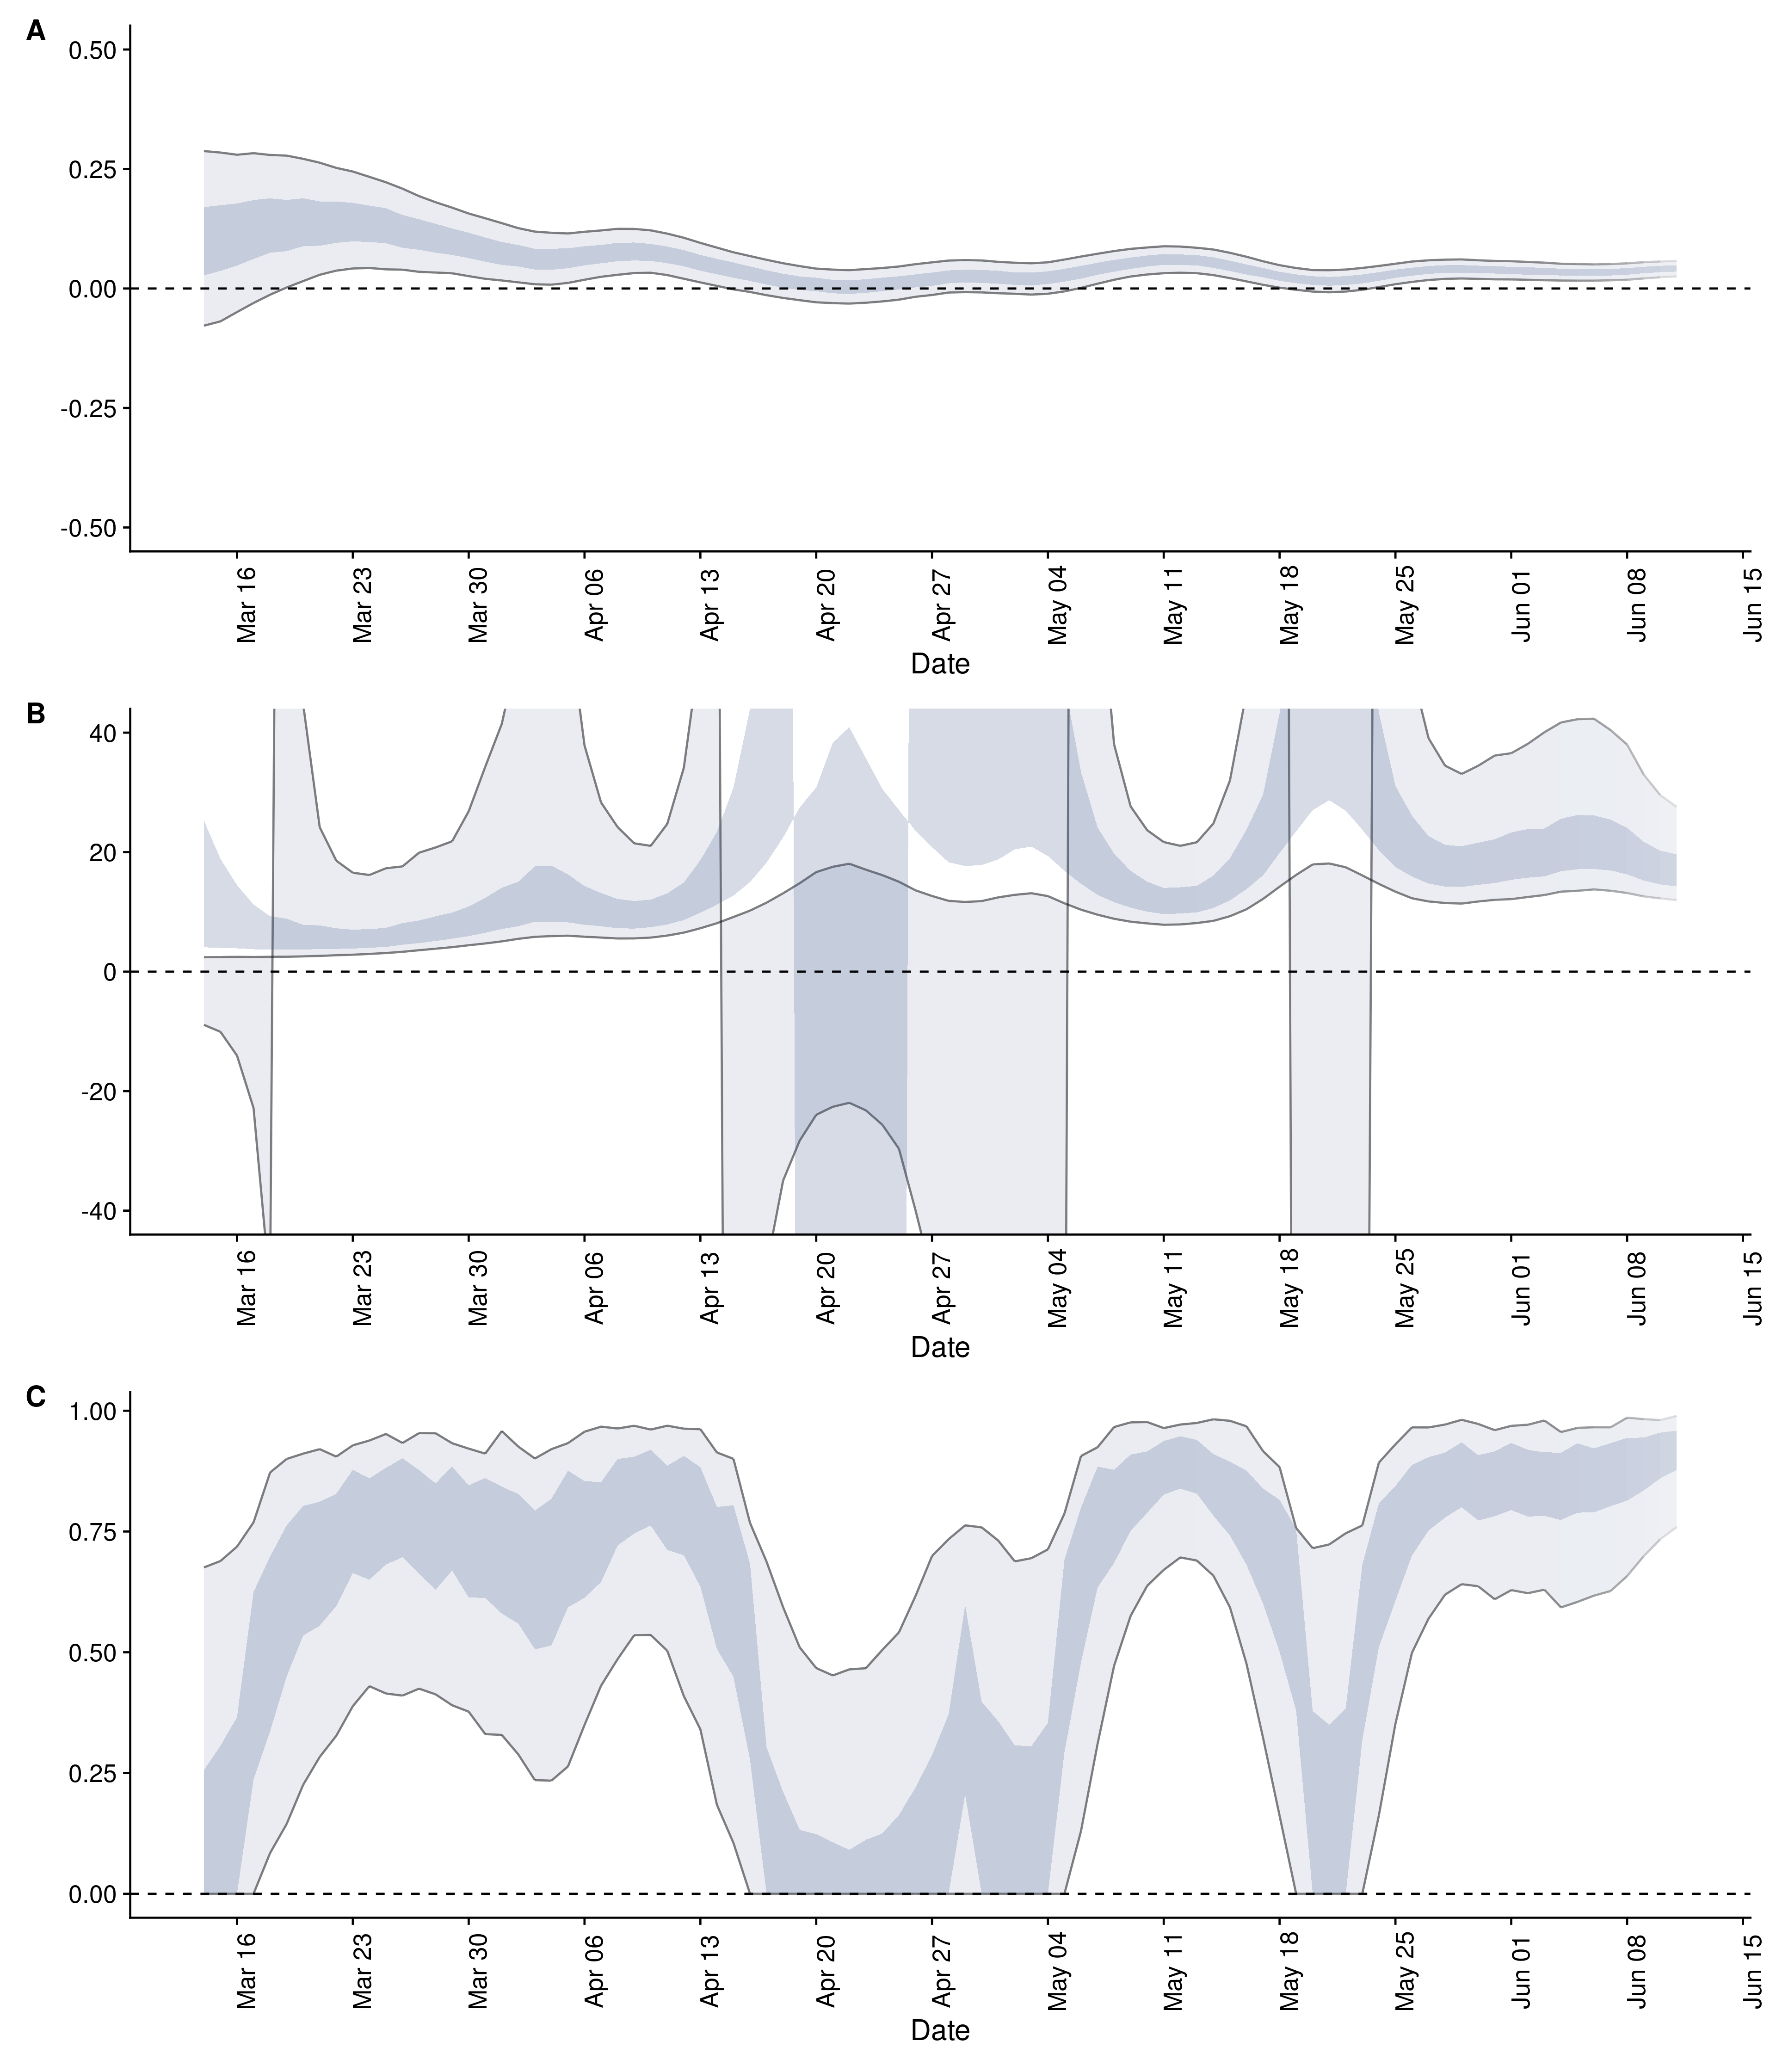 A
0.50
0.25
0.00
-0.25
-0.50
Mar 16
Mar 23
Mar 30
Apr 06
Apr 13
Apr 20
Apr 27
May 04
May 11
May 18
May 25
Jun 01
Jun 08
Jun 15
Date
B
40
20
0
-20
-40
Mar 16
Mar 23
Mar 30
Apr 06
Apr 13
Apr 20
Apr 27
May 04
May 11
May 18
May 25
Jun 01
Jun 08
Jun 15
Date
C
1.00
0.75
0.50
0.25
0.00
Mar 16
Mar 23
Mar 30
Apr 06
Apr 13
Apr 20
Apr 27
May 04
May 11
May 18
May 25
Jun 01
Jun 08
Jun 15
Date